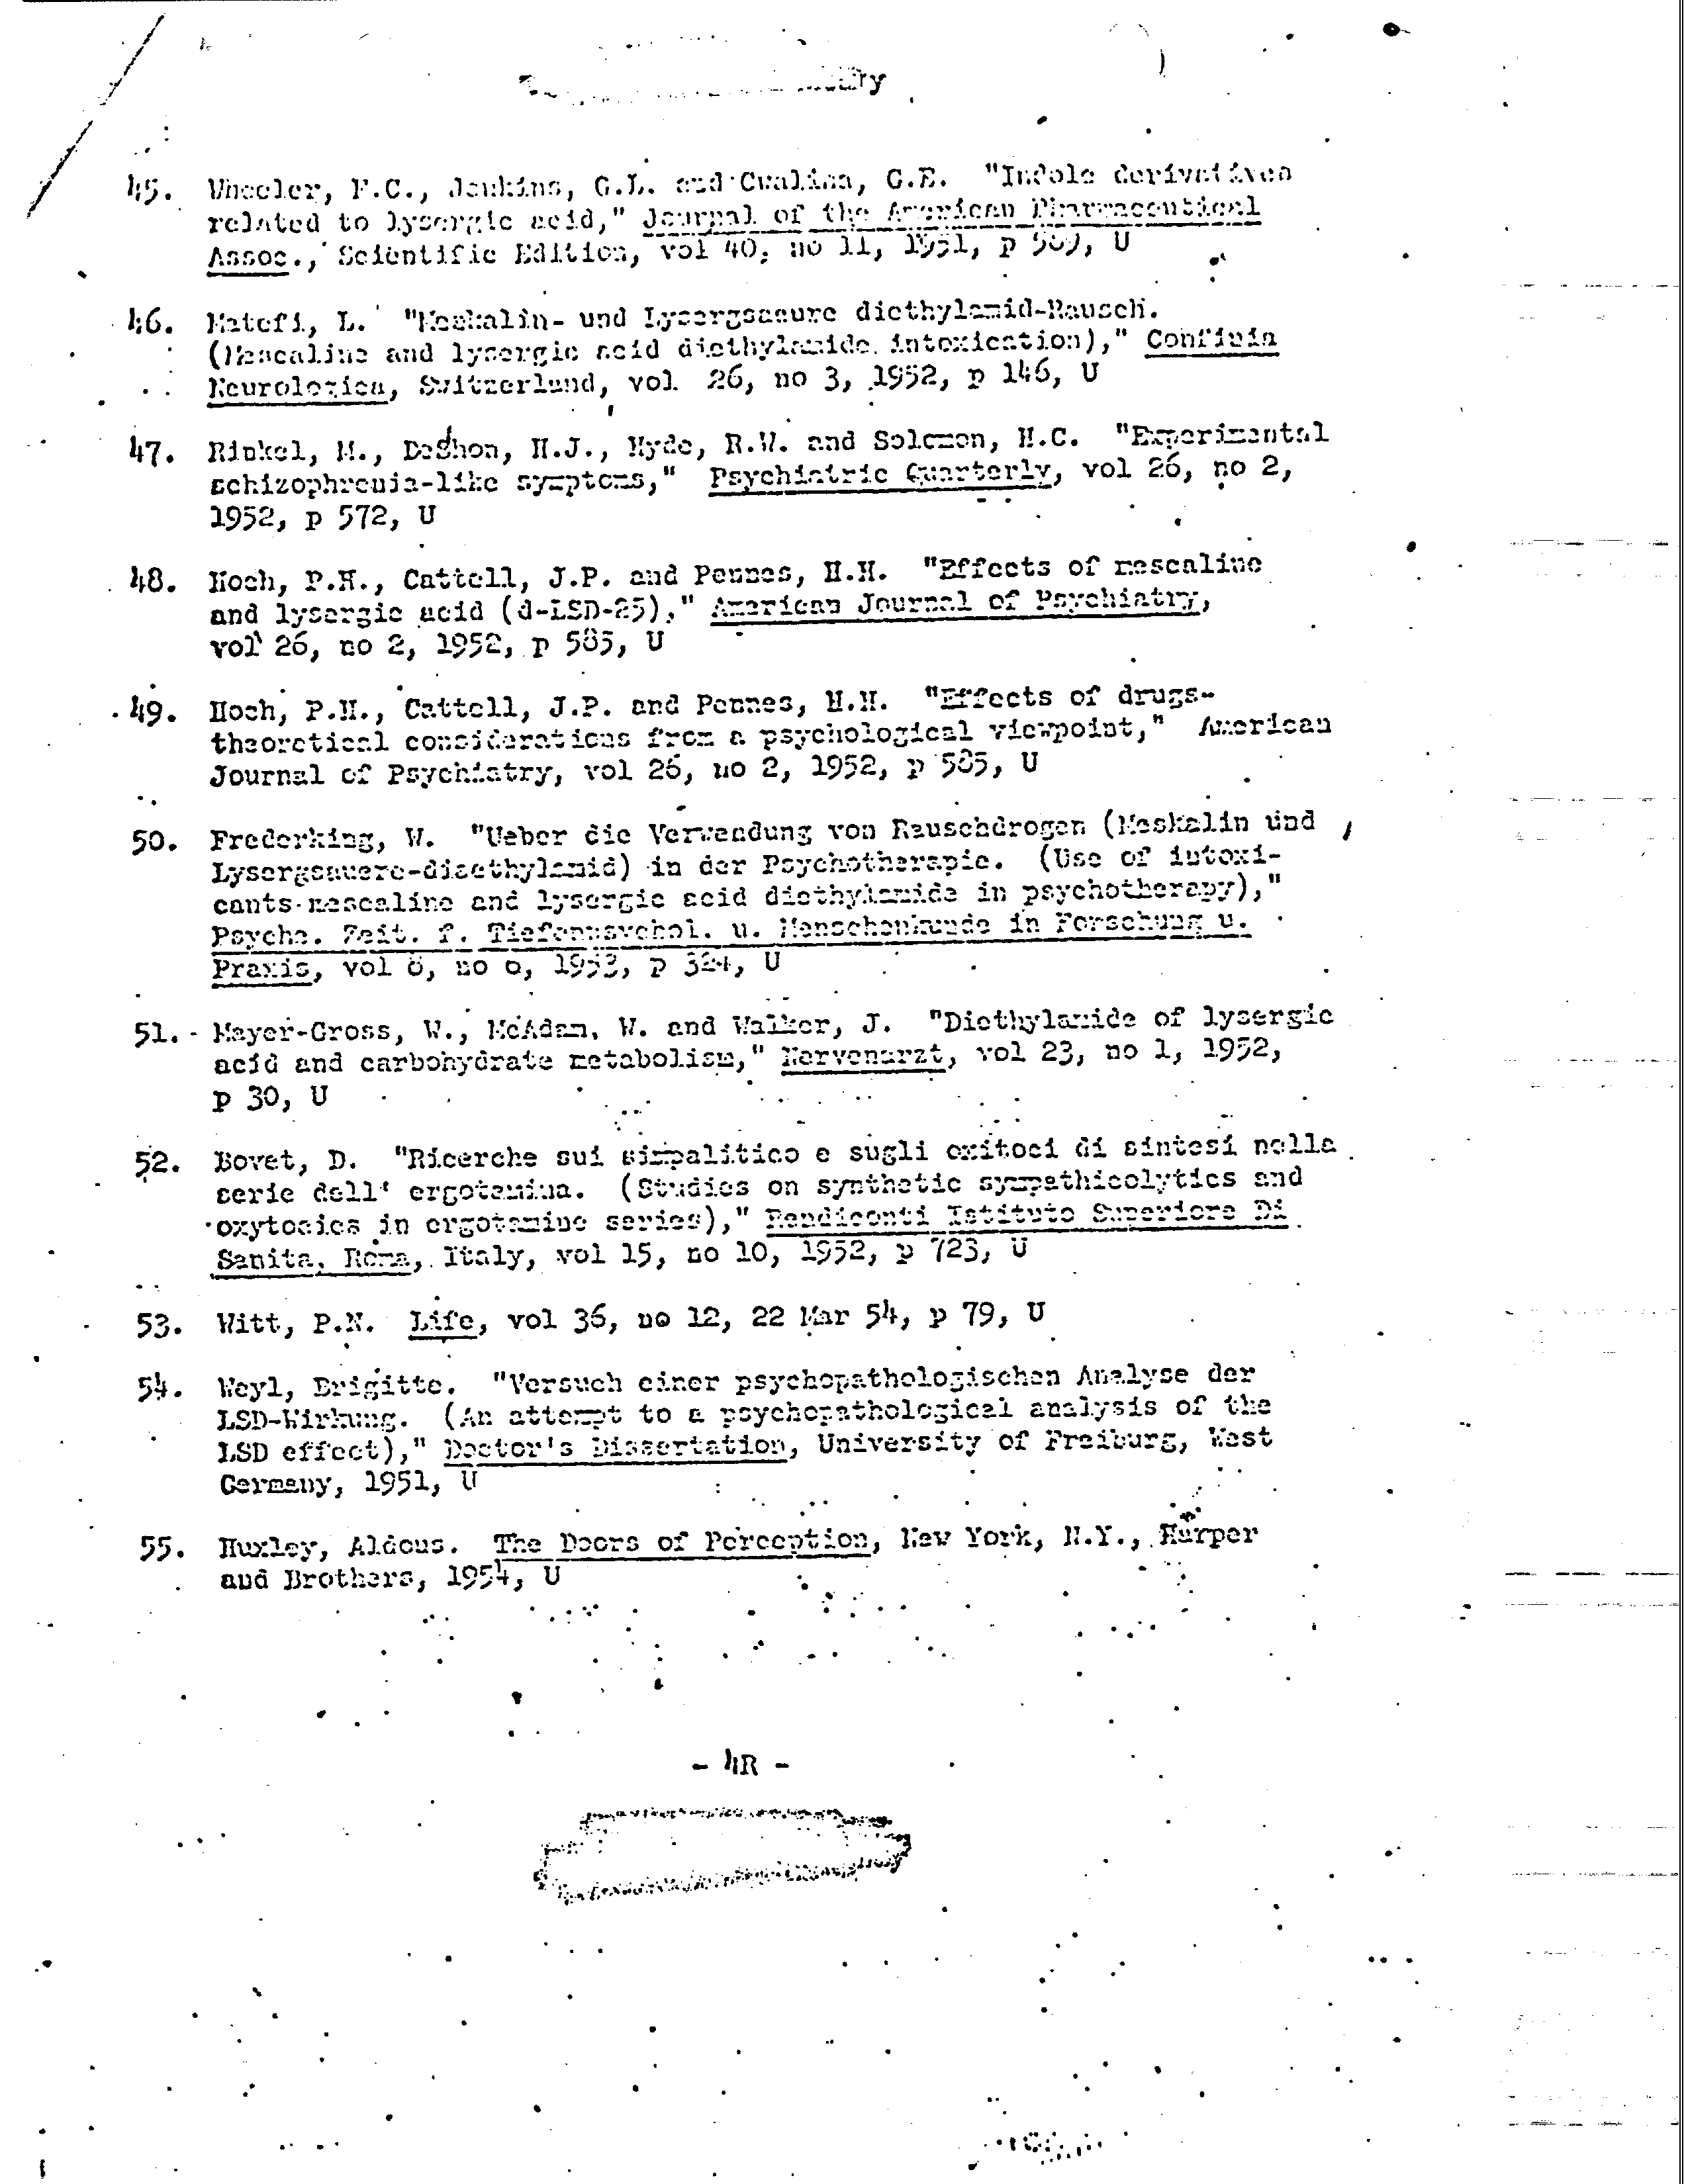 45. Wheeler, F.C., Jenkins, G.L. and Cwalina, G.E. "Indole derivatives
related to lysergic acid," Journal of the American Pharmaceutical
Assoc., Scientific Edition, vol 40, no 11, 1951, p 589, U
46. Matefi, L. "Meskalin- und Lysergsaeure diethylamid-Rausch.
(Mescaline and lysergic acid diethylamide intoxication)," Confinia
Neurologica, Switzerland, vol 26, no 3, 1952, p 146, U
47. Rinkel, M., DeShon, H.J., Hyde, R.W. and Solomon, H.C. "Experimental
schizophrenia-like symptoms," Psychiatric Quarterly, vol 26, no 2,
1952, p 572, U
48. Hoch, P.H., Cattell, J.P. and Pennes, H.H. "Effects of mescaline
and lysergic acid (d-LSD-25)," American Journal of Psychiatry,
vol 26, no 2, 1952, p 585, U
49. Hoch, P.H., Cattell, J.P. and Pennes, H.H. "Effects of drugs-
theoretical considerations from a psychological viewpoint," American
Journal of Psychiatry, vol 26, no 2, 1952, p 585, U
50. Frederking, W. "Ueber die Verwendung von Rauschdrogen (Meskalin und
Lysergsauere-diaethylamid) in der Psychotherapie. (Use of intoxi-
cants mescaline and lysergic acid diethylamide in psychotherapy),"
Psyche. Zeit. f. Tiefenpsychol. u. Menschenkunde in Forschung u.
Praxis, vol 6, no 6, 1953, p 324, U
51. Mayer-Gross, W., McAdam, W. and Walker, J. "Diethylamide of lysergic
acid and carbohydrate metabolism," Nervenarzt, vol 23, no 1, 1952,
p 30, U
52. Bovet, D. "Ricerche sui simpalitico e sugli oxitoci di sintesi nella
serie dell' ergotamina. (Studies on synthetic sympathicolytics and
oxytocics in ergotamine series)," Rendiconti Istituto Superiore Di
Sanita, Roma, Italy, vol 15, no 10, 1952, p 723, U
53. Witt, P.N. Life, vol 36, no 12, 22 Mar 54, p 79, U
54. Weyl, Brigitte. "Versuch einer psychopathologischen Analyse der
LSD-Wirkung. (An attempt to a psychopathological analysis of the
LSD effect)," Doctor's Dissertation, University of Freiburg, West
Germany, 1951, U
55. Huxley, Aldous. The Doors of Perception, New York, N.Y., Harper
and Brothers, 1954, U
- 4R -